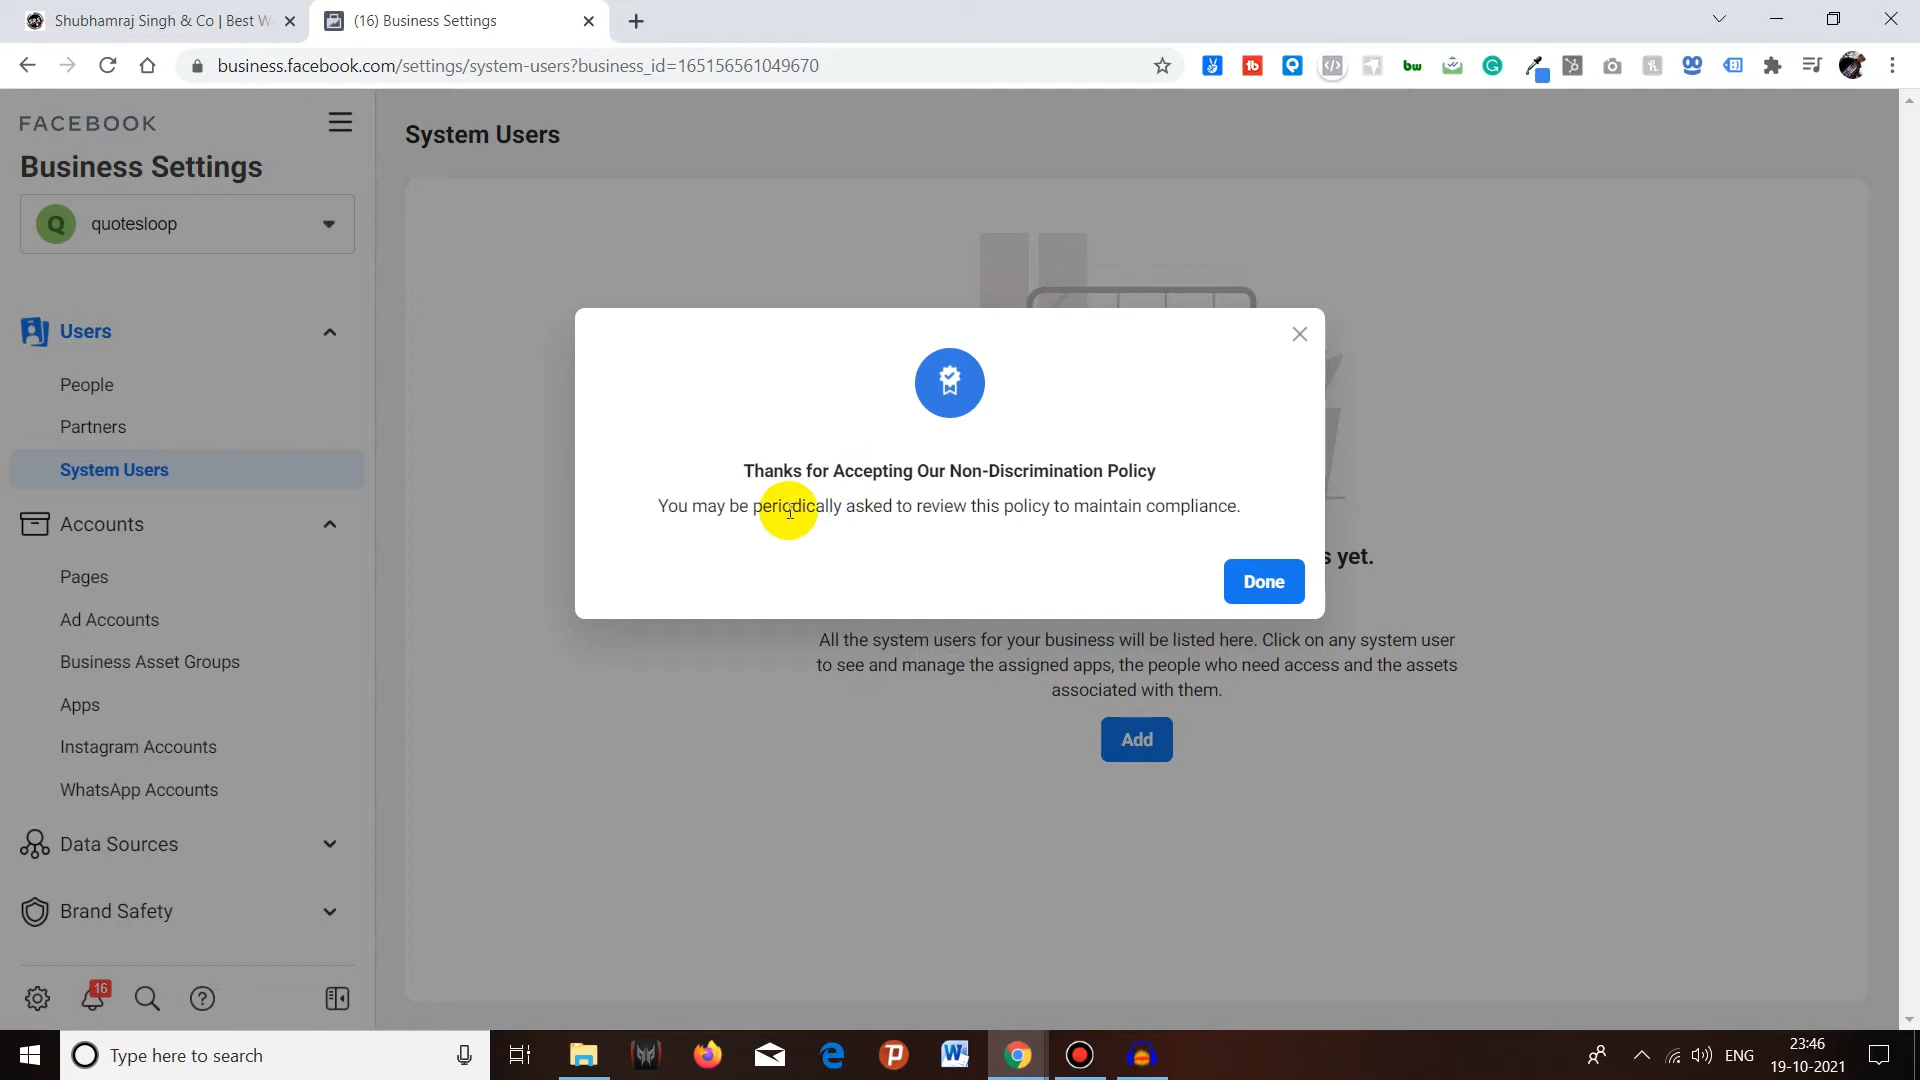 Shubhamraj Singh & Co | Best W
(16) Business Settings
business.facebook.com/settings/system-users?business_id=165156561049670
FACEBOOK
Business Settings
Q
quotesloop
Users
People
Partners
System Users
Accounts
Pages
Ad Accounts
Business Asset Groups
Apps
Instagram Accounts
WhatsApp Accounts
Data Sources
Brand Safety
16
System Users
Thanks for Accepting Our Non-Discrimination Policy
You may be periodically asked to review this policy to maintain compliance.
Done
s yet.
All the system users for your business will be listed here. Click on any system user
to see and manage the assigned apps, the people who need access and the assets
associated with them.
Add
Type here to search
ENG
23:46
19-10-2021